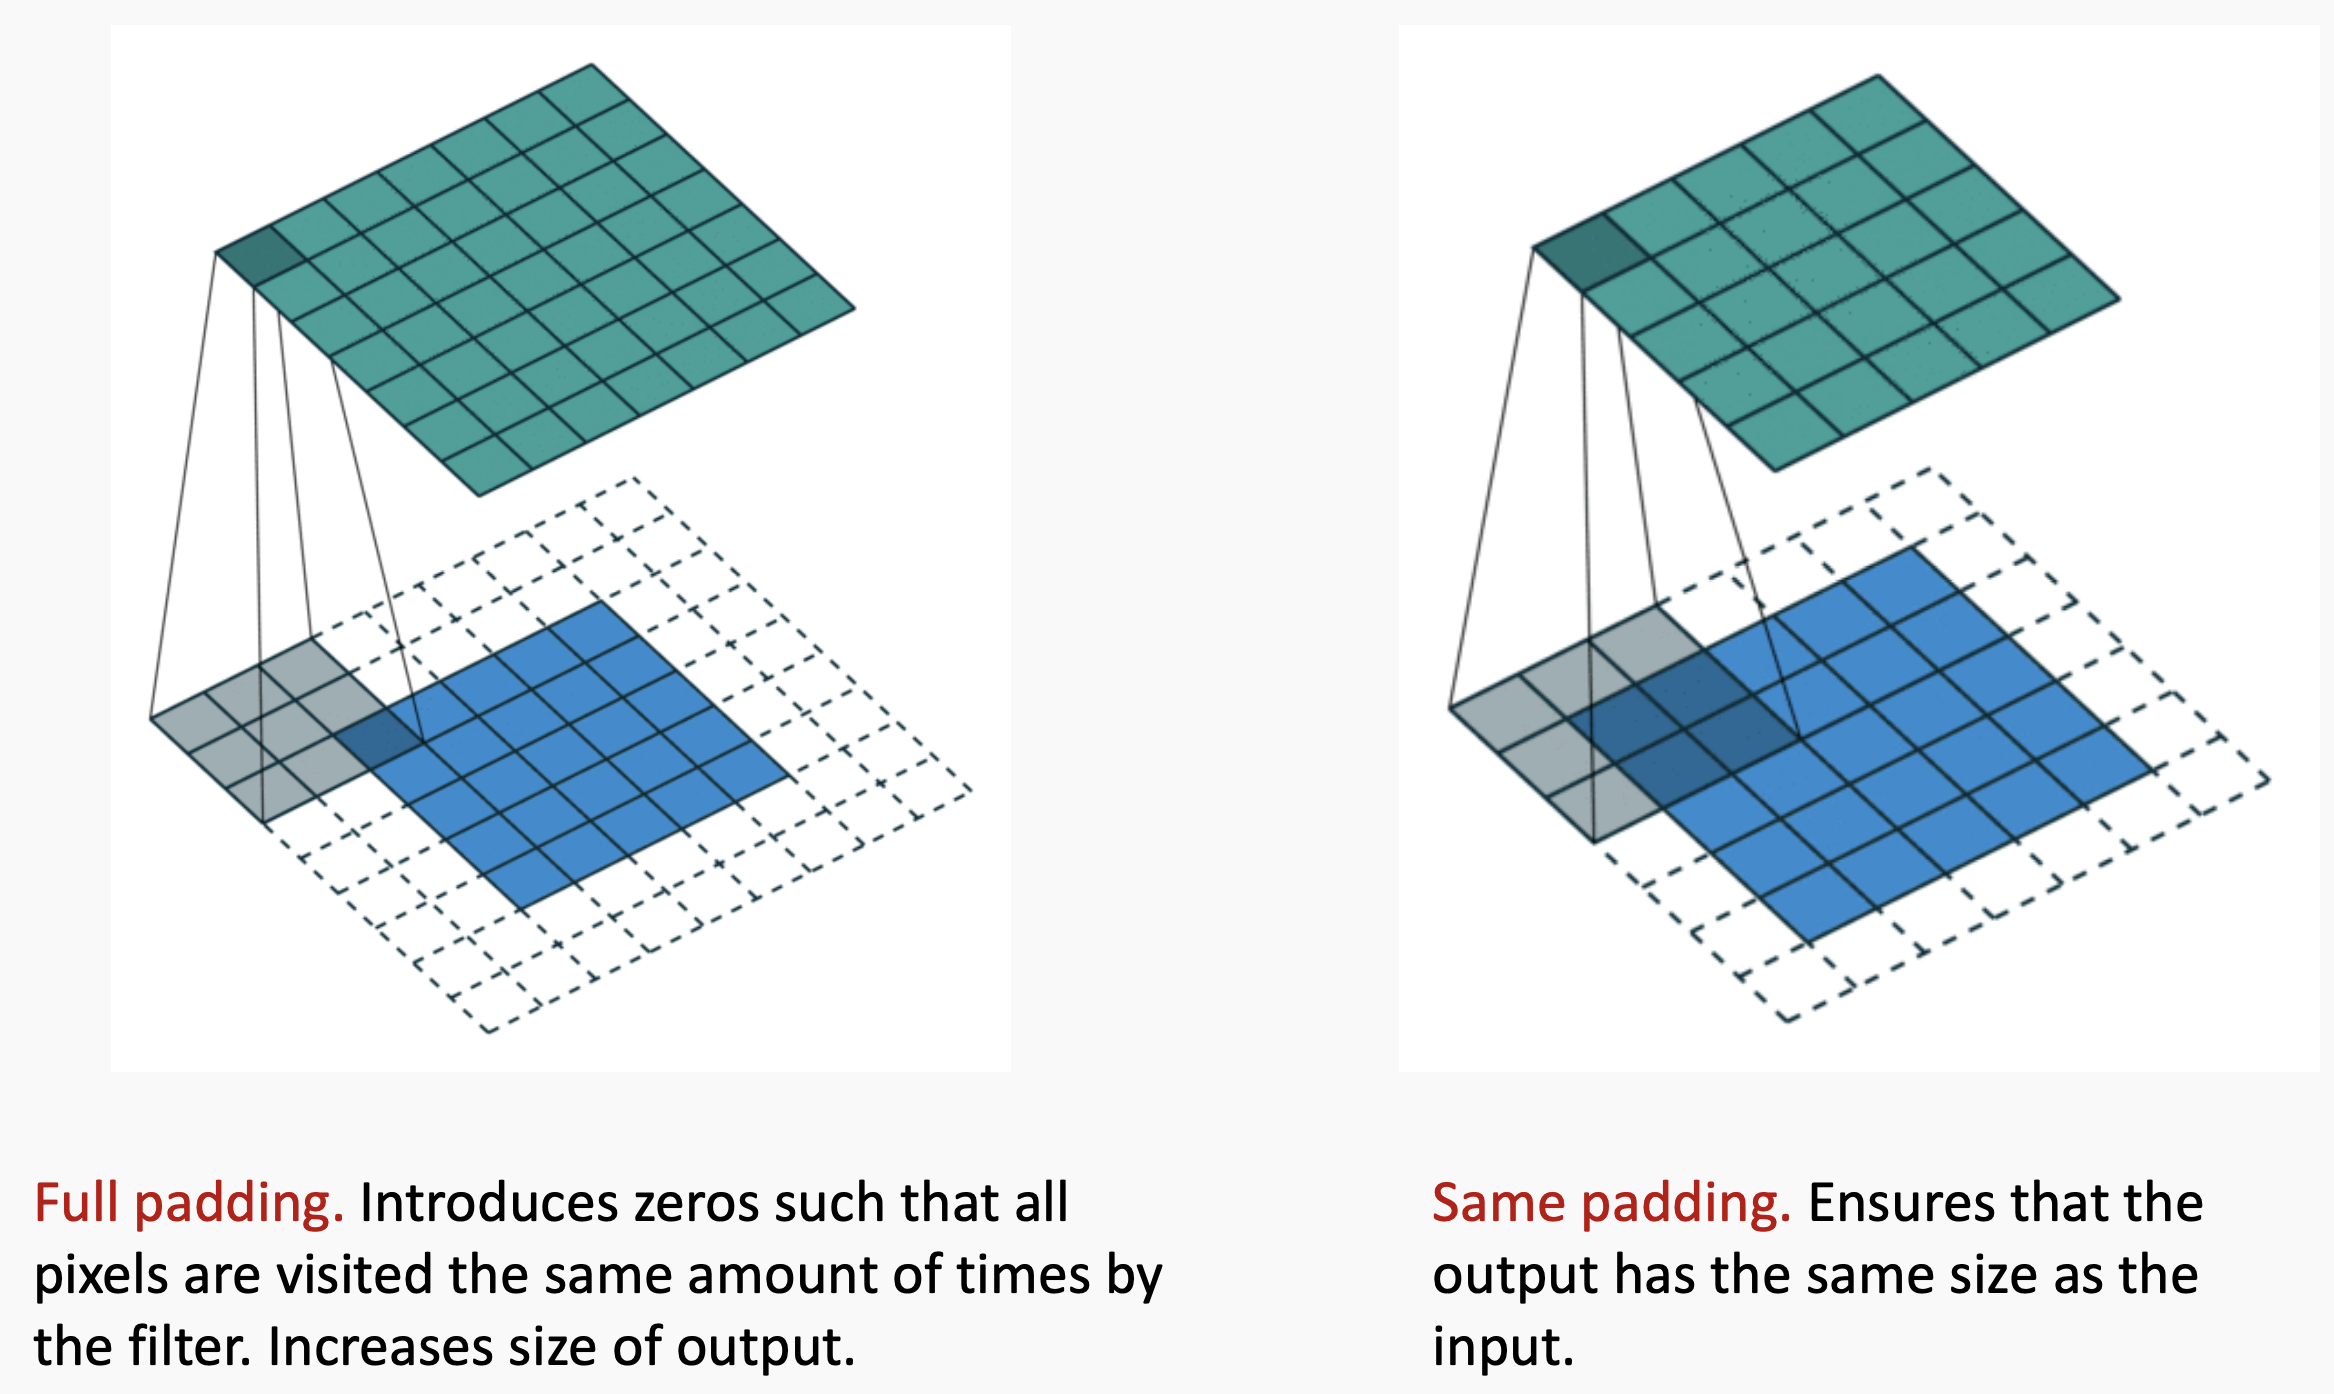 Full padding. Introduces zeros such that all
pixels are visited the same amount of times by
the filter. Increases size of output.
Same padding. Ensures that the
output has the same size as the
input.